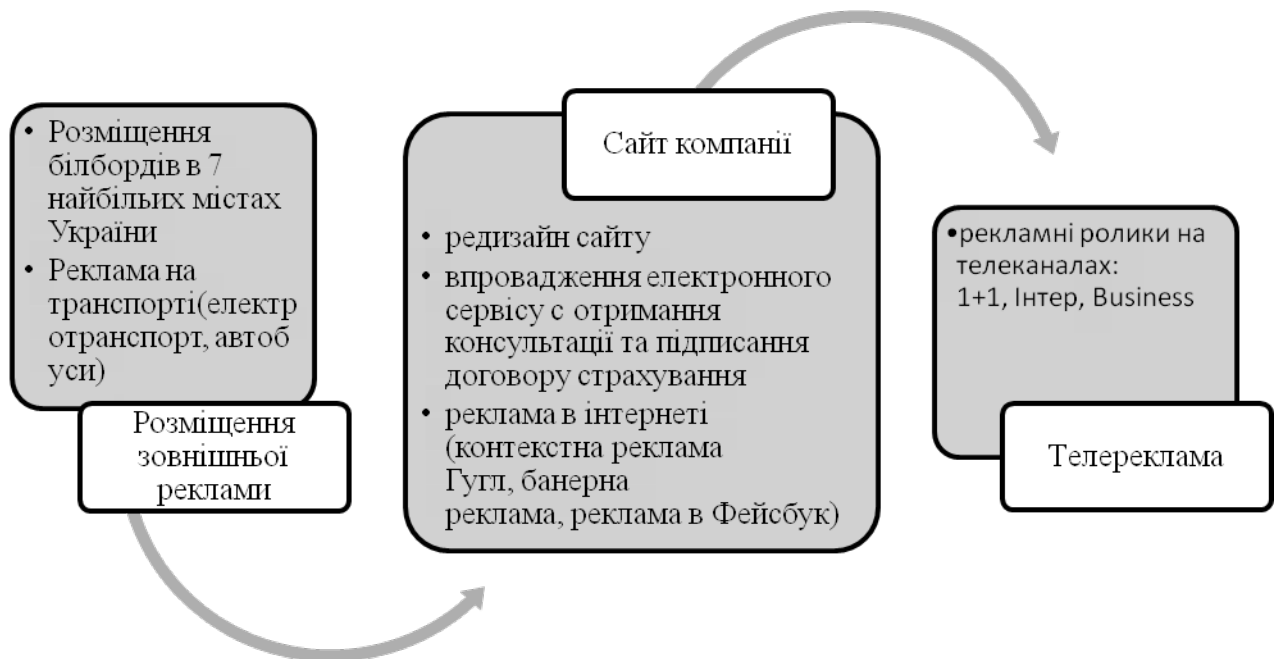 Розміщення
білбордів в 7
найбільих містах
України
Реклама на
транспорті(електр
отранспорт, автоб
уси)
Розміщення
зовнішньої
реклами
Сайт компанії
редизайн сайту
впровадження електронного
сервісу с отримання
консультації та підписання
договору страхування
реклама в інтернеті
(контекстна реклама
Гугл, банерна
реклама, реклама в Фейсбук)
рекламні ролики на
телеканалах:
1+1, Інтер, Business
Телереклама